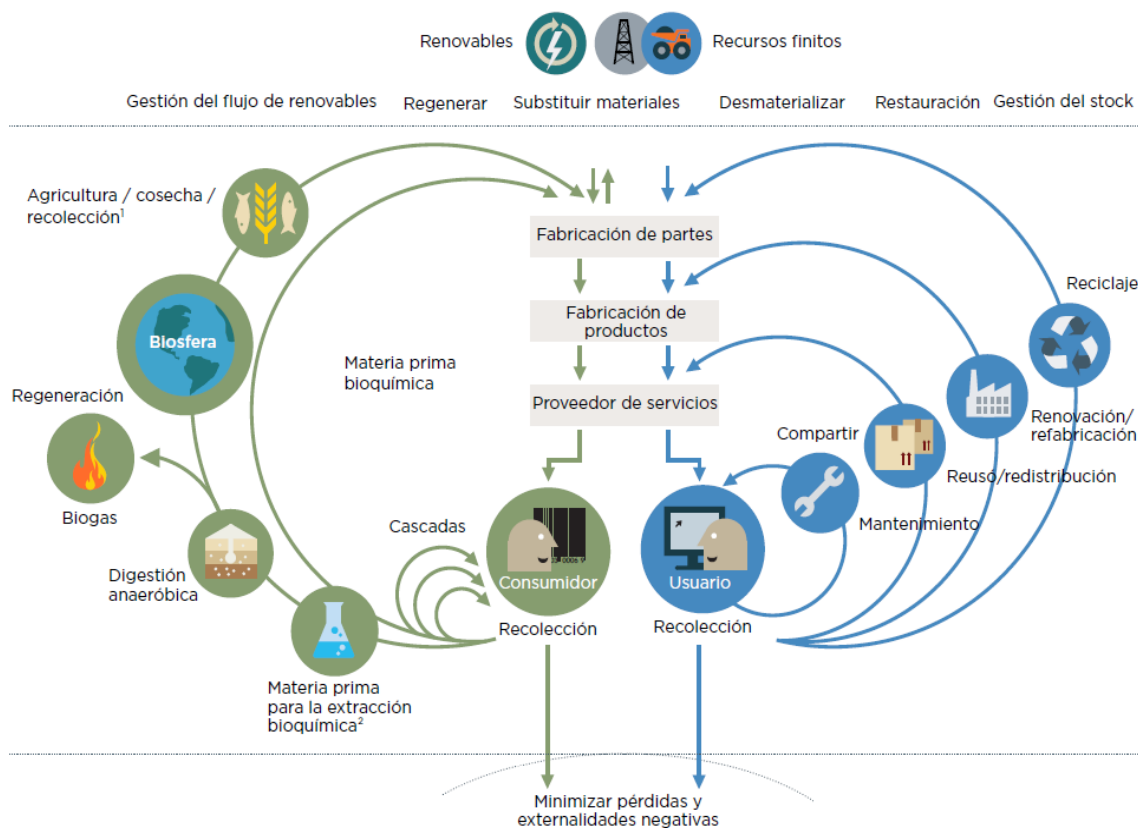 Renovables
Recursos finitos
Gestión del flujo de renovables
Regenerar
Substituir materiales
Desmaterializar
Restauración
Gestión del stock
Agricultura / cosecha /
recolección¹
Fabricación de partes
Reciclaje
Fabricación de
productos
Biosfera
Materia prima
bioquímica
Regeneración
Proveedor de servicios
Renovación/
refabricación
Compartir
Reuso/redistribución
Biogas
Cascadas
Mantenimiento
Digestión
anaeróbica
0006 9
Consumidor
Usuario
Recolección
Recolección
Materia prima
para la extracción
bioquímica²
Minimizar pérdidas y
externalidades negativas